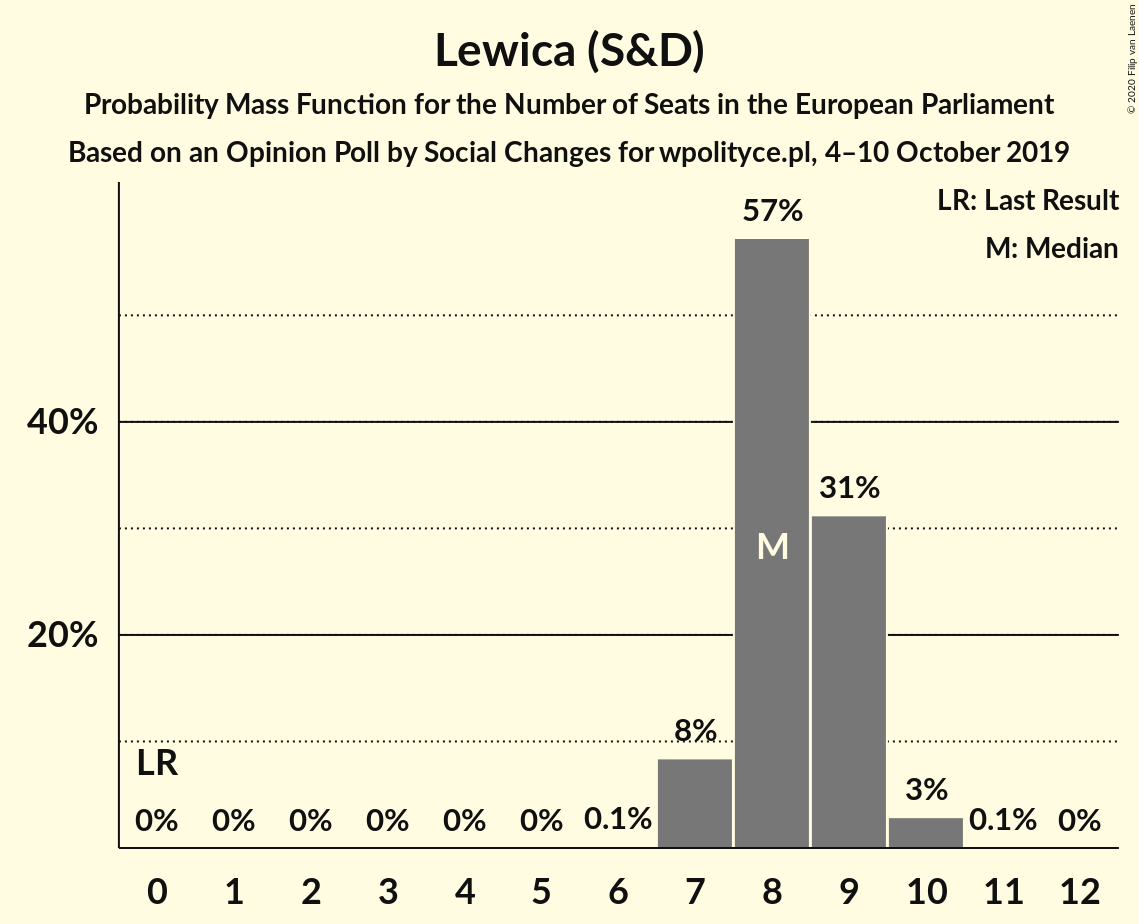 Lewica (S&D)
Probability Mass Function for the Number of Seats in the European Parliament
Based on an Opinion Poll by Social Changes for wpolityce.pl, 4–10 October 2019
© 2020 Filip van Laenen
LR: Last Result
M: Median
57%
40%
31%
M
20%
8%
LR
3%
0% 0% 0% 0% 0% 0% 0.1% 0.1% 0%
0 1 2 3 4 5 6 7 8 9 10 11 12